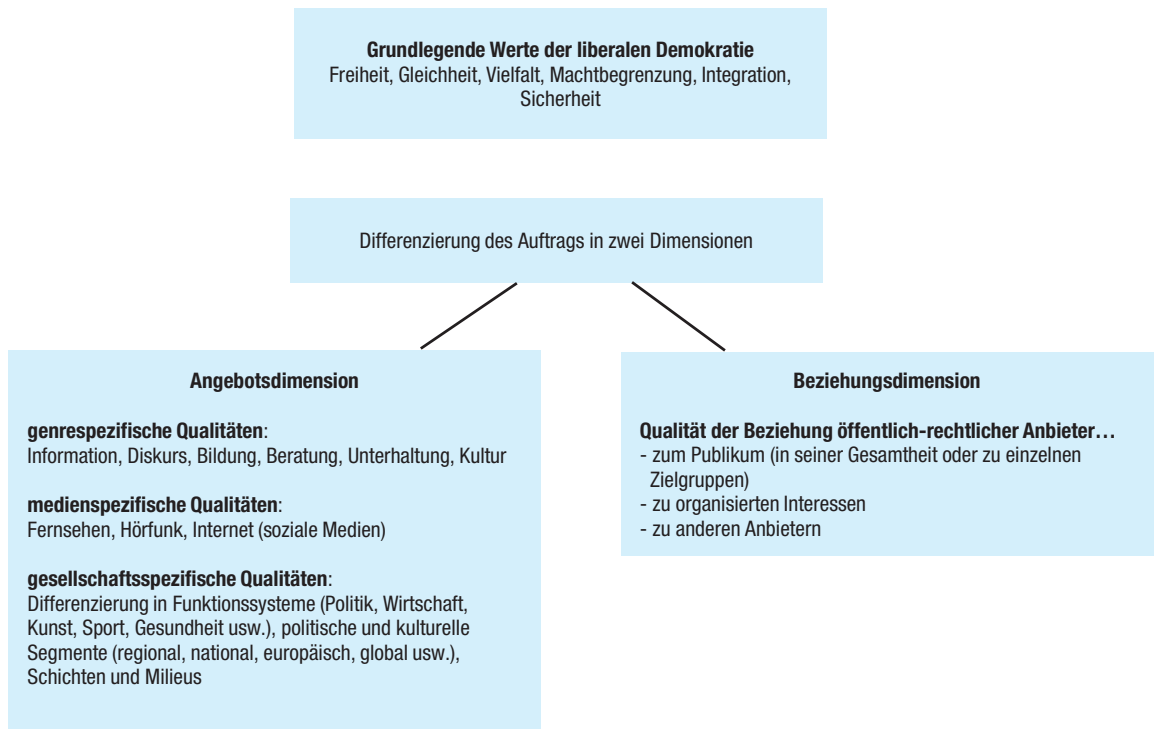 Grundlegende Werte der liberalen Demokratie
Freiheit, Gleichheit, Vielfalt, Machtbegrenzung, Integration,
Sicherheit
Differenzierung des Auftrags in zwei Dimensionen
Angebotsdimension
genrespezifische Qualitäten:
Information, Diskurs, Bildung, Beratung, Unterhaltung, Kultur
medienspezifische Qualitäten:
Fernsehen, Hörfunk, Internet (soziale Medien)
gesellschaftsspezifische Qualitäten:
Differenzierung in Funktionssysteme (Politik, Wirtschaft,
Kunst, Sport, Gesundheit usw.), politische und kulturelle
Segmente (regional, national, europäisch, global usw.),
Schichten und Milieus
Beziehungsdimension
Qualität der Beziehung öffentlich-rechtlicher Anbieter…
- zum Publikum (in seiner Gesamtheit oder zu einzelnen
Zielgruppen)
- zu organisierten Interessen
- zu anderen Anbietern